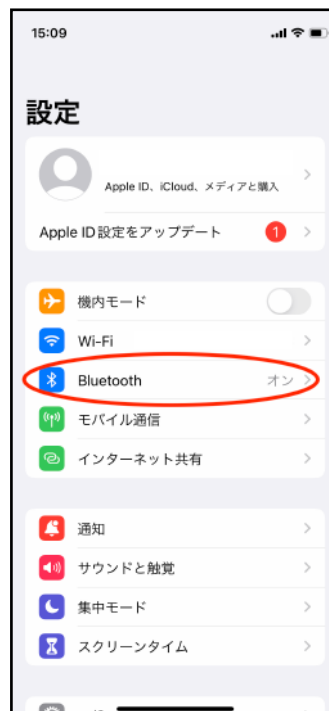 15:09
設定
Apple ID、iCloud、メディアと購入
Apple ID設定をアップデート 1
機内モード
Wi-Fi
Bluetooth オン
モバイル通信
インターネット共有
通知
サウンドと触覚
集中モード
スクリーンタイム